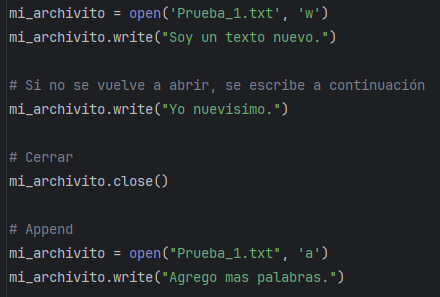 mi_archivito = open('Prueba_1.txt', 'w')
mi_archivito.write("Soy un texto nuevo.")
# Si no se vuelve a abrir, se escribe a continuación
mi_archivito.write("Yo nuevisimo.")
# Cerrar
mi_archivito.close()
# Append
mi_archivito = open("Prueba_1.txt", 'a')
mi_archivito.write("Agrego mas palabras.")